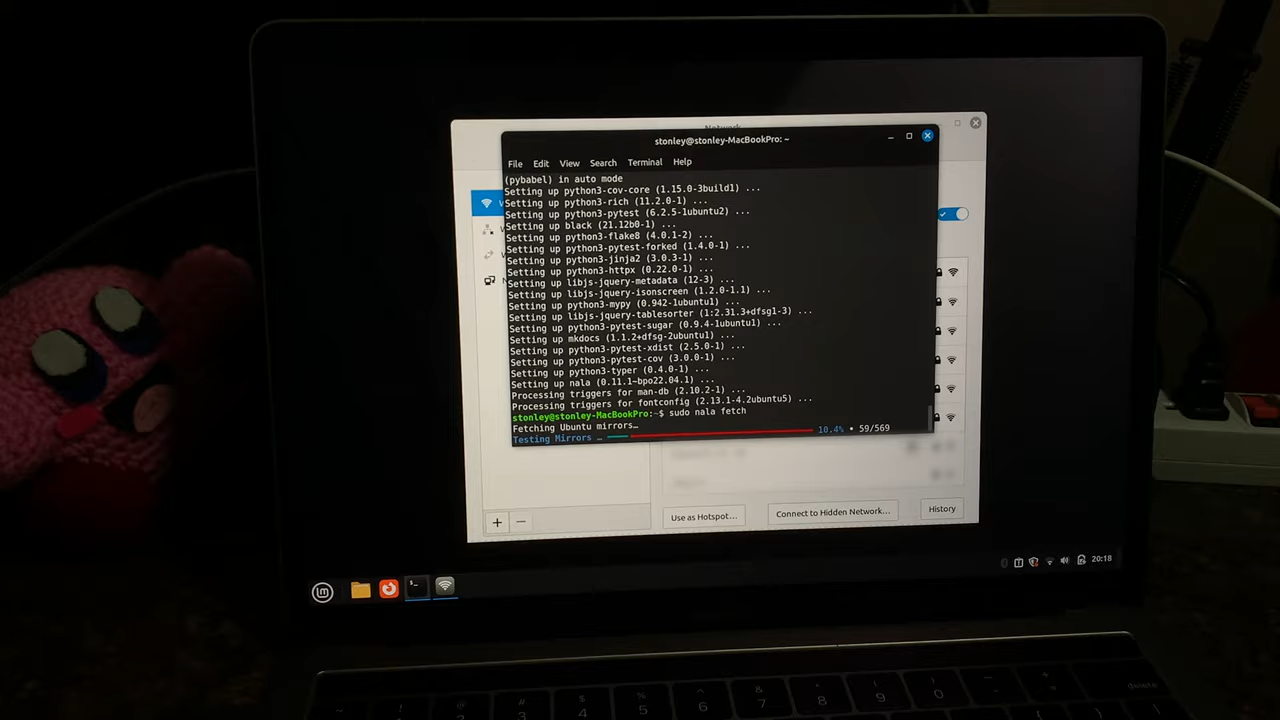 stonley@stonley-MacBookPro: ~
File Edit View Search Terminal Help
(pybabel) in auto mode
Setting up python3-cov-core (1.15.0-3build1) ...
Setting up python3-rich (11.2.0-1) ...
Setting up python3-pytest (6.2.5-1ubuntu2) ...
Setting up black (21.12b0-1) ...
Setting up python3-flake8 (4.0.1-2) ...
Setting up python3-pytest-forked (1.4.0-1) ...
Setting up python3-jinja2 (3.0.3-1) ...
Setting up python3-httpx (0.22.0-1) ...
Setting up libjs-jquery-metadata (12-3) ...
Setting up libjs-jquery-isonscreen (1.2.0-1.1) ...
Setting up python3-mypy (0.942-1ubuntu1) ...
Setting up libjs-jquery-tablesorter (1:2.31.3+dfsg1-3) ...
Setting up python3-pytest-sugar (0.9.4-1ubuntu1) ...
Setting up mkdocs (1.1.2+dfsg-2ubuntu1) ...
Setting up python3-pytest-xdist (2.5.0-1) ...
Setting up python3-pytest-cov (3.0.0-1) ...
Setting up python3-typer (0.4.0-1) ...
Setting up nala (0.11.1~bpo22.04.1) ...
Processing triggers for man-db (2.10.2-1) ...
Processing triggers for fontconfig (2.13.1-4.2ubuntu5) ...
stonley@stonley-MacBookPro:~$ sudo nala fetch
Fetching Ubuntu mirrors…
Testing Mirrors … 10.4% • 59/569
Use as Hotspot… Connect to Hidden Network… History
20:18
delete
3 4 5 6 7 8 9 0